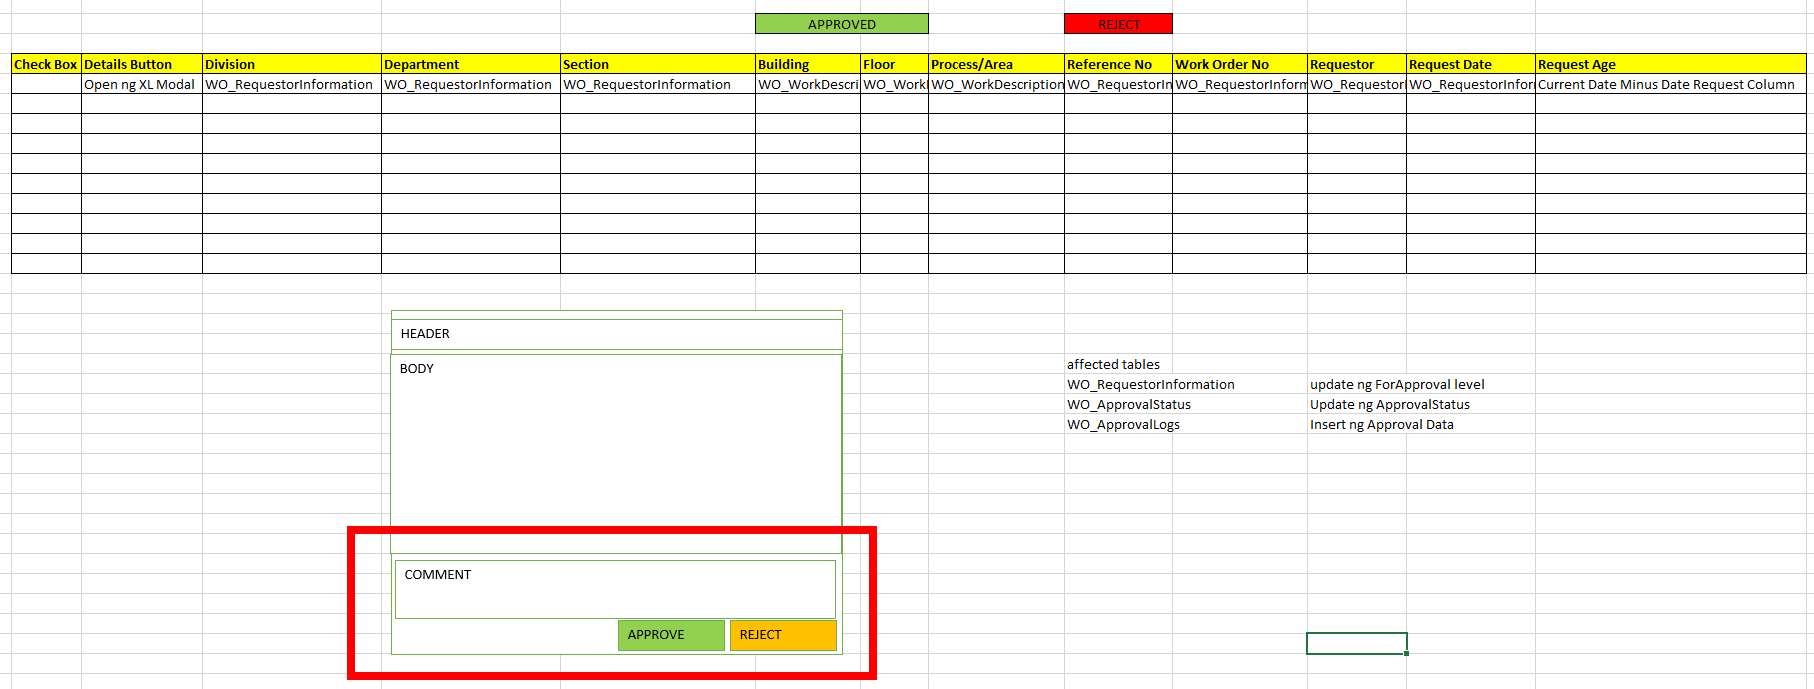 APPROVED REJECT
Check Box Details Button Division Department Section Building Floor Process/Area Reference No Work Order No Requestor Request Date Request Age
Open ng XL Modal WO_RequestorInformation WO_RequestorInformation WO_RequestorInformation WO_WorkDescri WO_Workl WO_WorkDescription WO_RequestorIn WO_RequestorInform WO_Requestorl WO_RequestorInfor Current Date Minus Date Request Column
HEADER
BODY
COMMENT
APPROVE REJECT
affected tables
WO_RequestorInformation update ng ForApproval level
WO_ApprovalStatus Update ng ApprovalStatus
WO_ApprovalLogs Insert ng Approval Data